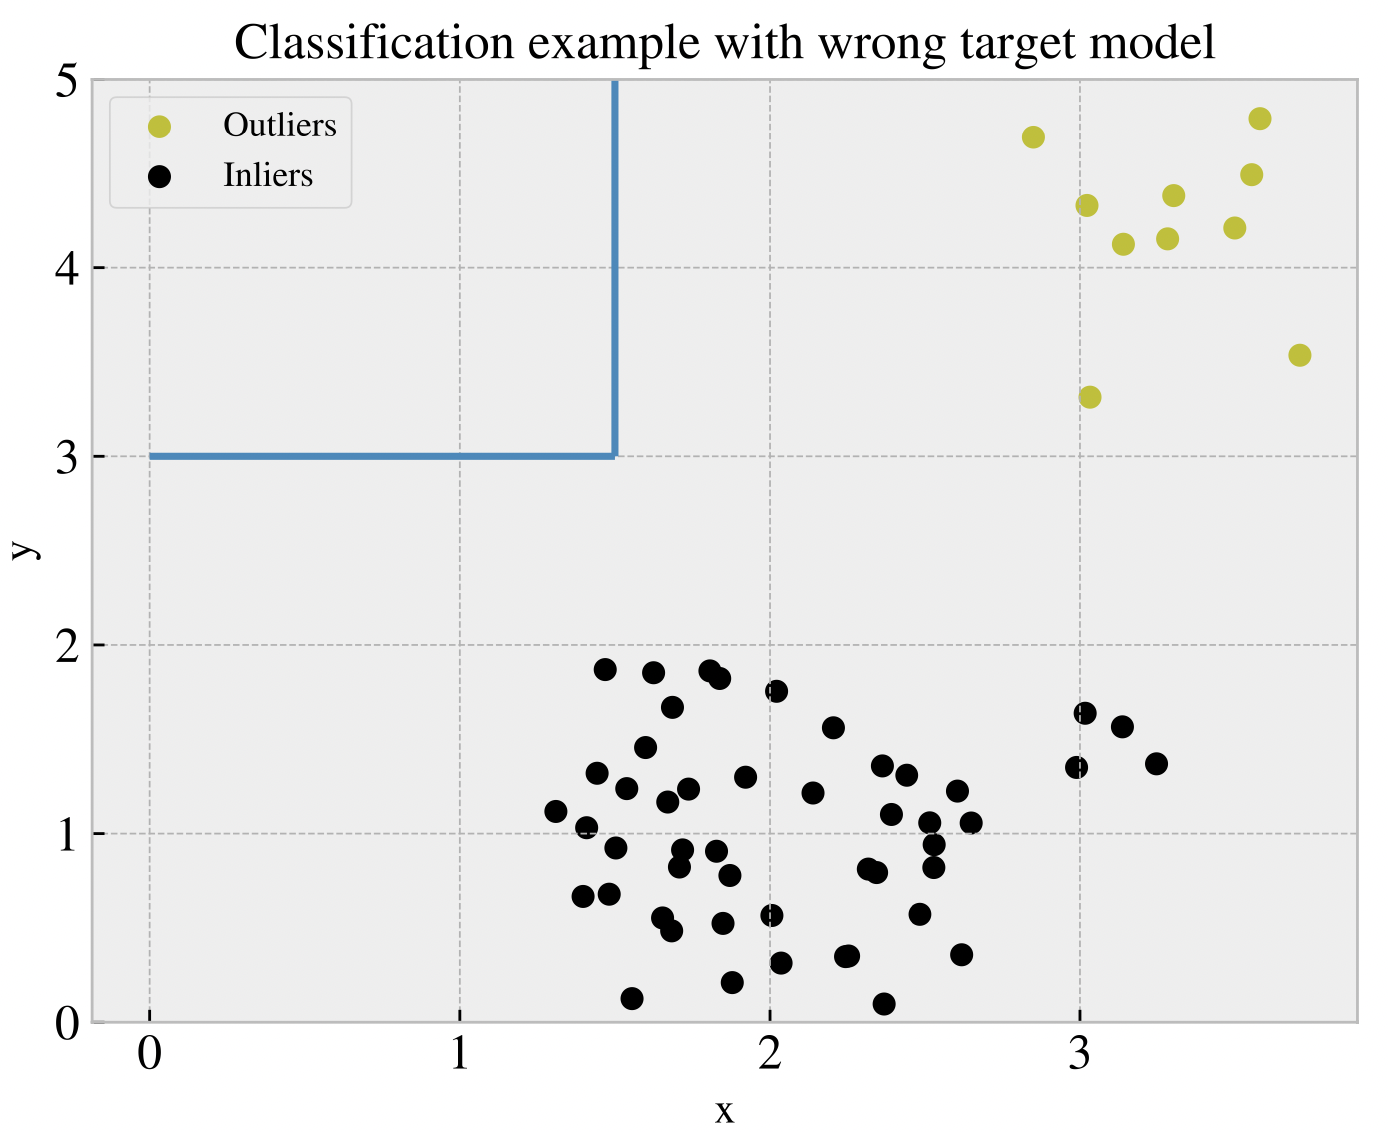 Classification example with wrong target model
Outliers
Inliers
5
4
3
2
1
0
y
0 1 2 3
x